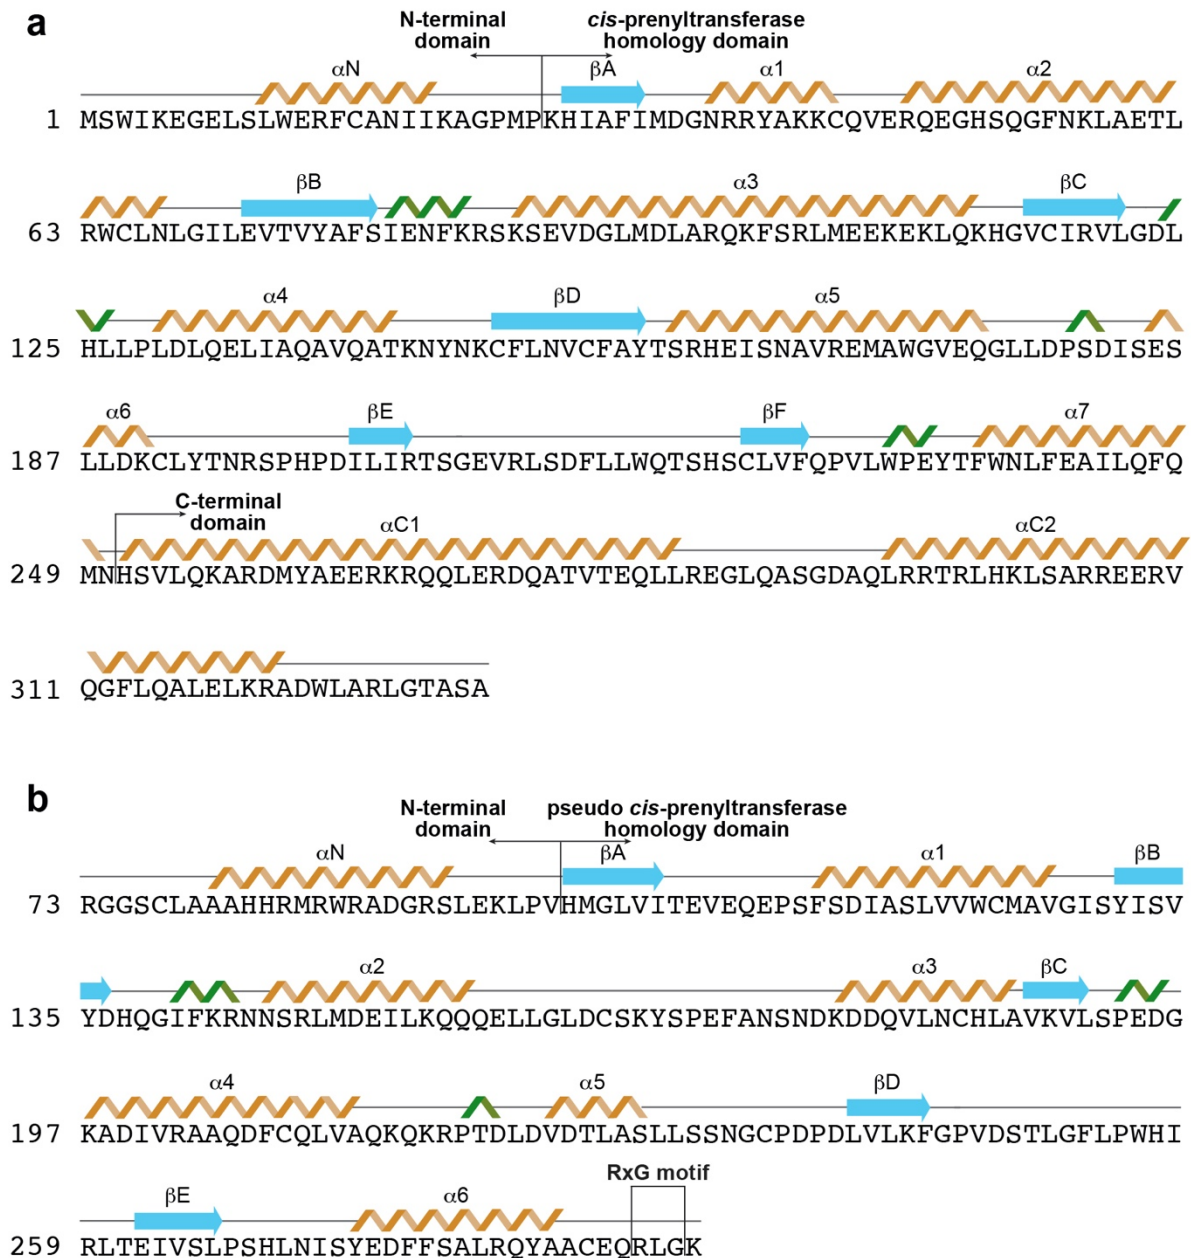 a
N-terminal domain
cis-prenyltransferase homology domain
αN βA α1 α2
1 MSWIKEGELSLWERFCANIIKAGPMPKHIAFIMDGNRRYAKKCQVERQEGHSQGFNKLAETL
βB α3 βC
63 RWCLNLGILEVTVYAFSIENFKRSKSEVDGLMDLARQKFSRLMEEKEKLQKHGVCIRVLGDL
α4 βD α5
125 HLLPLDLQELIAQAVQATKNYNKCFLNVCFAYTSRHEISNAVREMAWGVEQGLLDPSDISES
α6 βE βF α7
187 LLDKCLYTNRSPHPDILIRTSGEVRLSDFLLWQTSHSCLVFQPVLWPEYTFWNLFEAILQFQ
C-terminal domain
αC1 αC2
249 MNHSVLQKARDMYAEERKRQQLERDQATVTEQLLREGLQASGDAQLRRTRLHKLSARREERV
311 QGFLQALELKRADWLARLGTASA
b
N-terminal domain
pseudo cis-prenyltransferase homology domain
αN βA α1 βB
73 RGGSCLAAAHHRMRWRADGRSLEKLPVHMGLVITEVEQEPSFSDIASLVVWCMAVGISYISV
α2 α3 βC
135 YDHQGIFKRNNSRLMDEILKQQQELLGLDCSKYSPEFANSNDKDDQVLNCHLAVKVLSPEDG
α4 α5 βD
197 KADIVRAAQDFCQLVAQKQKRPTDLDVDTLASLLSSNGCPDPDLVLKFGPVDSTLGFLPWHI
βE α6 RxG motif
259 RLTEIVSLPSHLNISYEDFFSALRQYAACEQRLGK